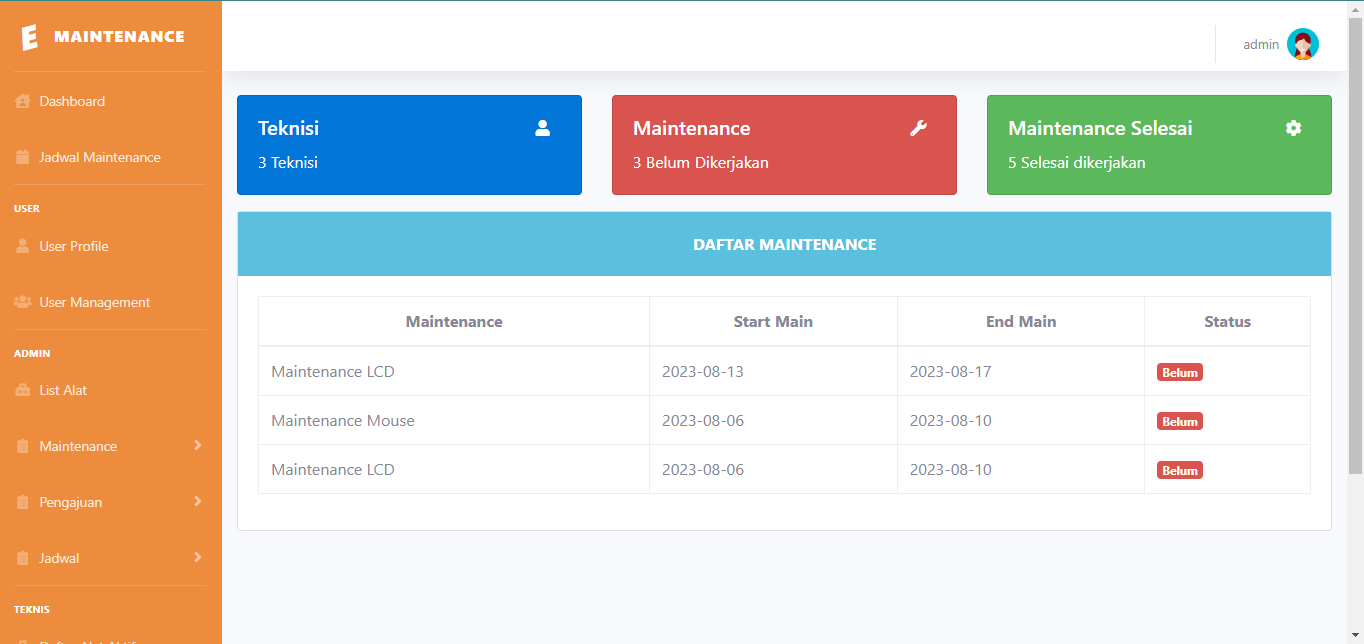 E MAINTENANCE
admin
Dashboard
Jadwal Maintenance
USER
User Profile
User Management
ADMIN
List Alat
Maintenance
Pengajuan
Jadwal
TEKNIS
Teknisi
3 Teknisi
Maintenance
3 Belum Dikerjakan
Maintenance Selesai
5 Selesai dikerjakan
DAFTAR MAINTENANCE
Maintenance Start Main End Main Status
Maintenance LCD 2023-08-13 2023-08-17 Belum
Maintenance Mouse 2023-08-06 2023-08-10 Belum
Maintenance LCD 2023-08-06 2023-08-10 Belum